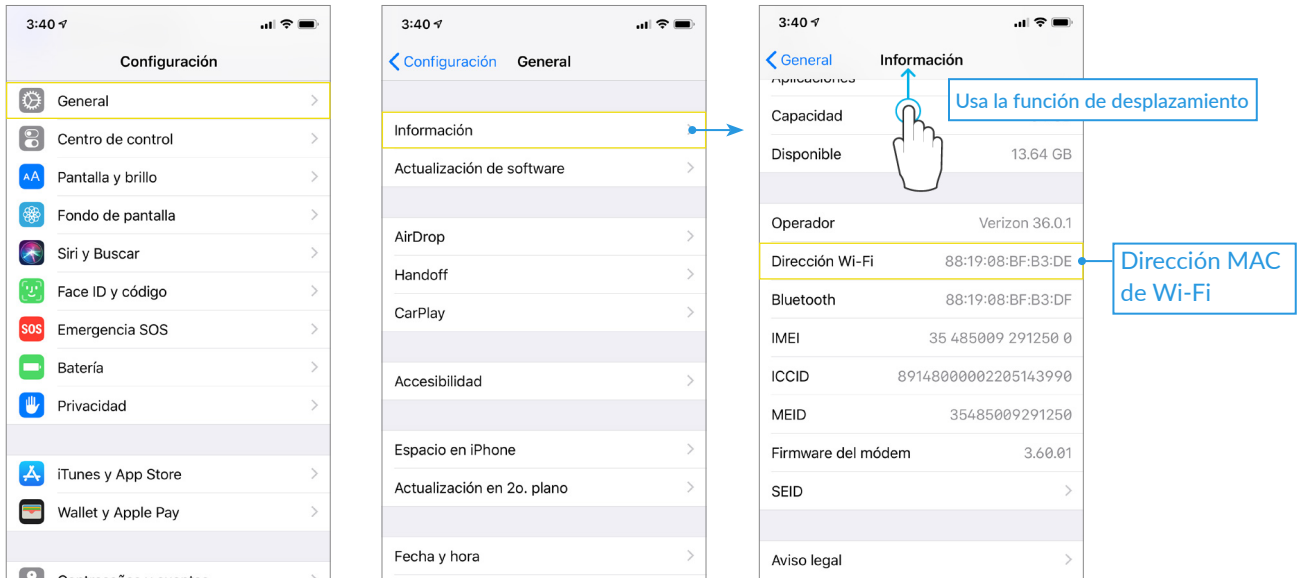 3:40
Configuración
General
Centro de control
AA Pantalla y brillo
Fondo de pantalla
Siri y Buscar
Face ID y código
SOS Emergencia SOS
Batería
Privacidad
iTunes y App Store
Wallet y Apple Pay
3:40
Configuración General
Información
Actualización de software
AirDrop
Handoff
CarPlay
Accesibilidad
Espacio en iPhone
Actualización en 2o. plano
Fecha y hora
3:40
General Información
Aplicaciones
Capacidad
Disponible 13.64 GB
Operador Verizon 36.0.1
Dirección Wi-Fi 88:19:08:BF:B3:DE
Bluetooth 88:19:08:BF:B3:DF
IMEI 35 485009 291250 0
ICCID 89148000002205143990
MEID 35485009291250
Firmware del módem 3.60.01
SEID
Aviso legal
Usa la función de desplazamiento
Dirección MAC
de Wi-Fi